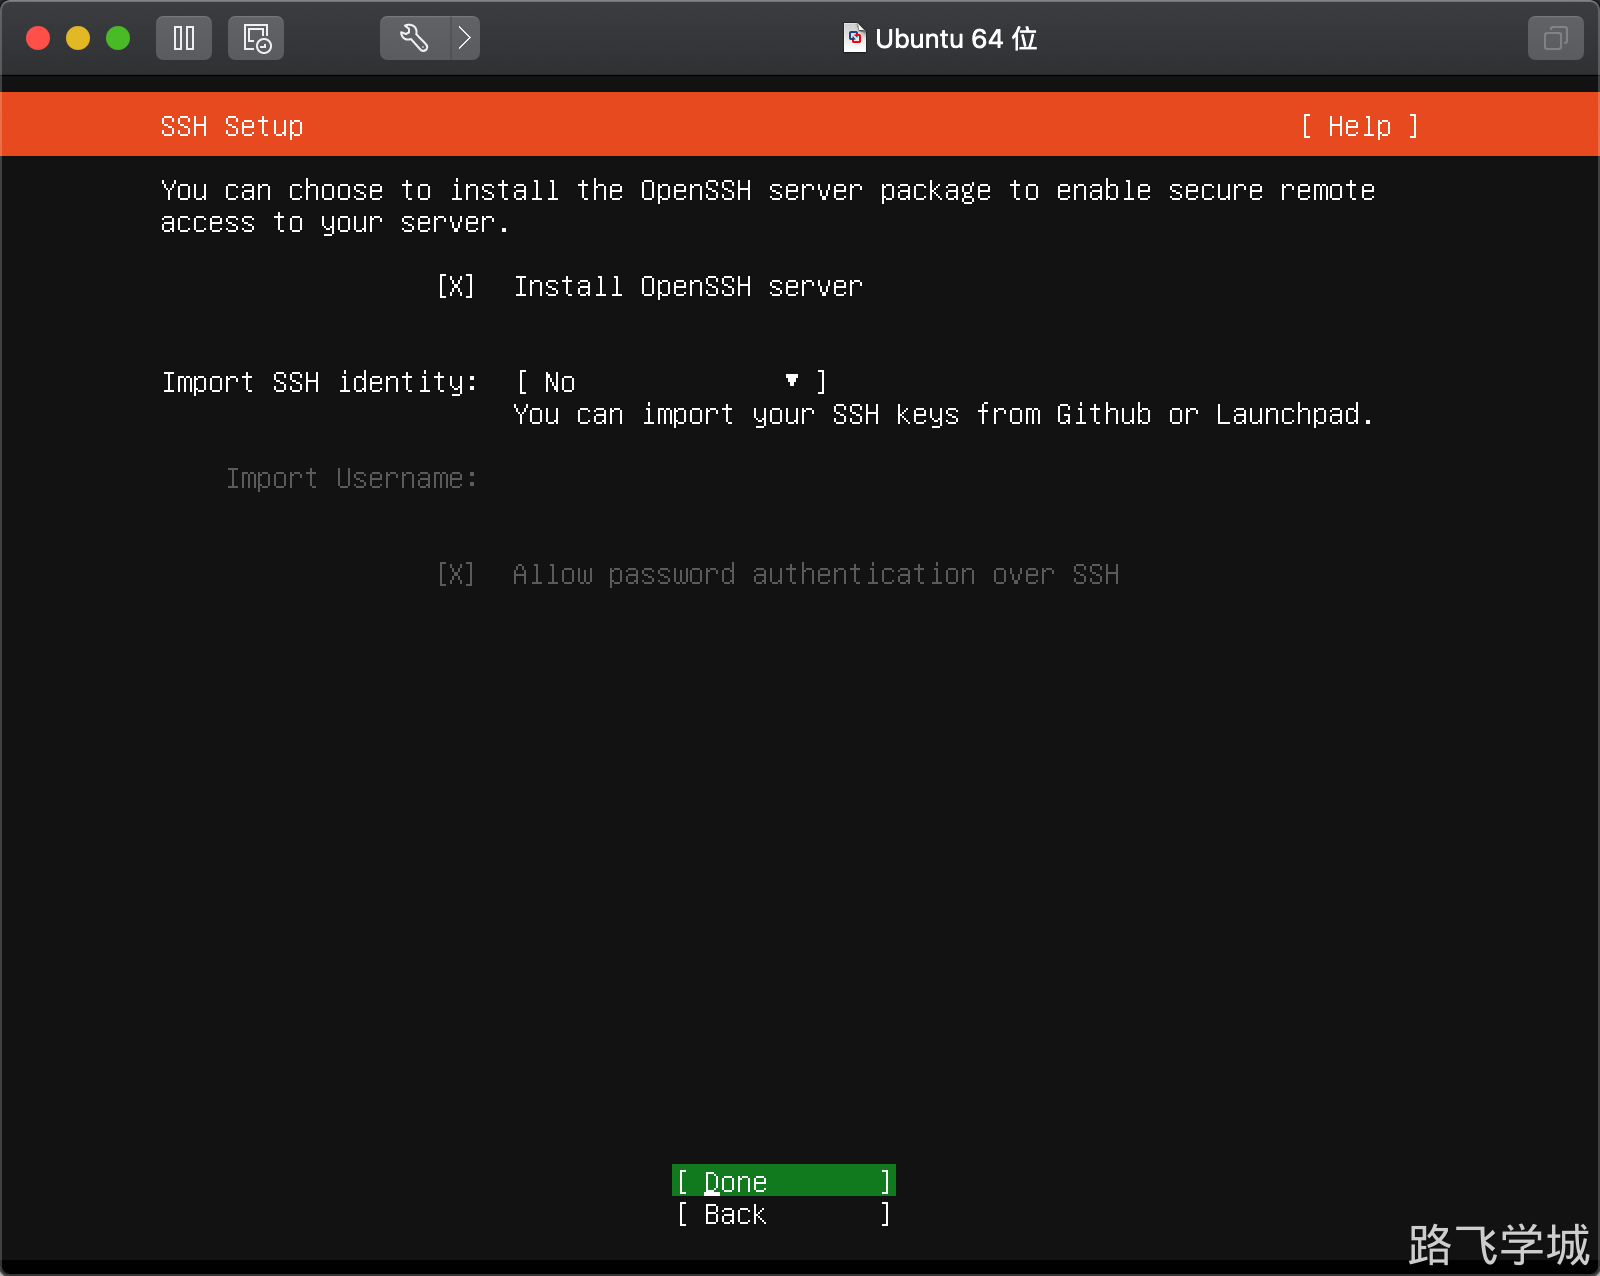 Ubuntu 64 位
SSH Setup [ Help ]
You can choose to install the OpenSSH server package to enable secure remote
access to your server.
[X] Install OpenSSH server
Import SSH identity: [ No ▼ ]
You can import your SSH keys from Github or Launchpad.
Import Username:
[X] Allow password authentication over SSH
[ Done ]
[ Back ]
路飞学城